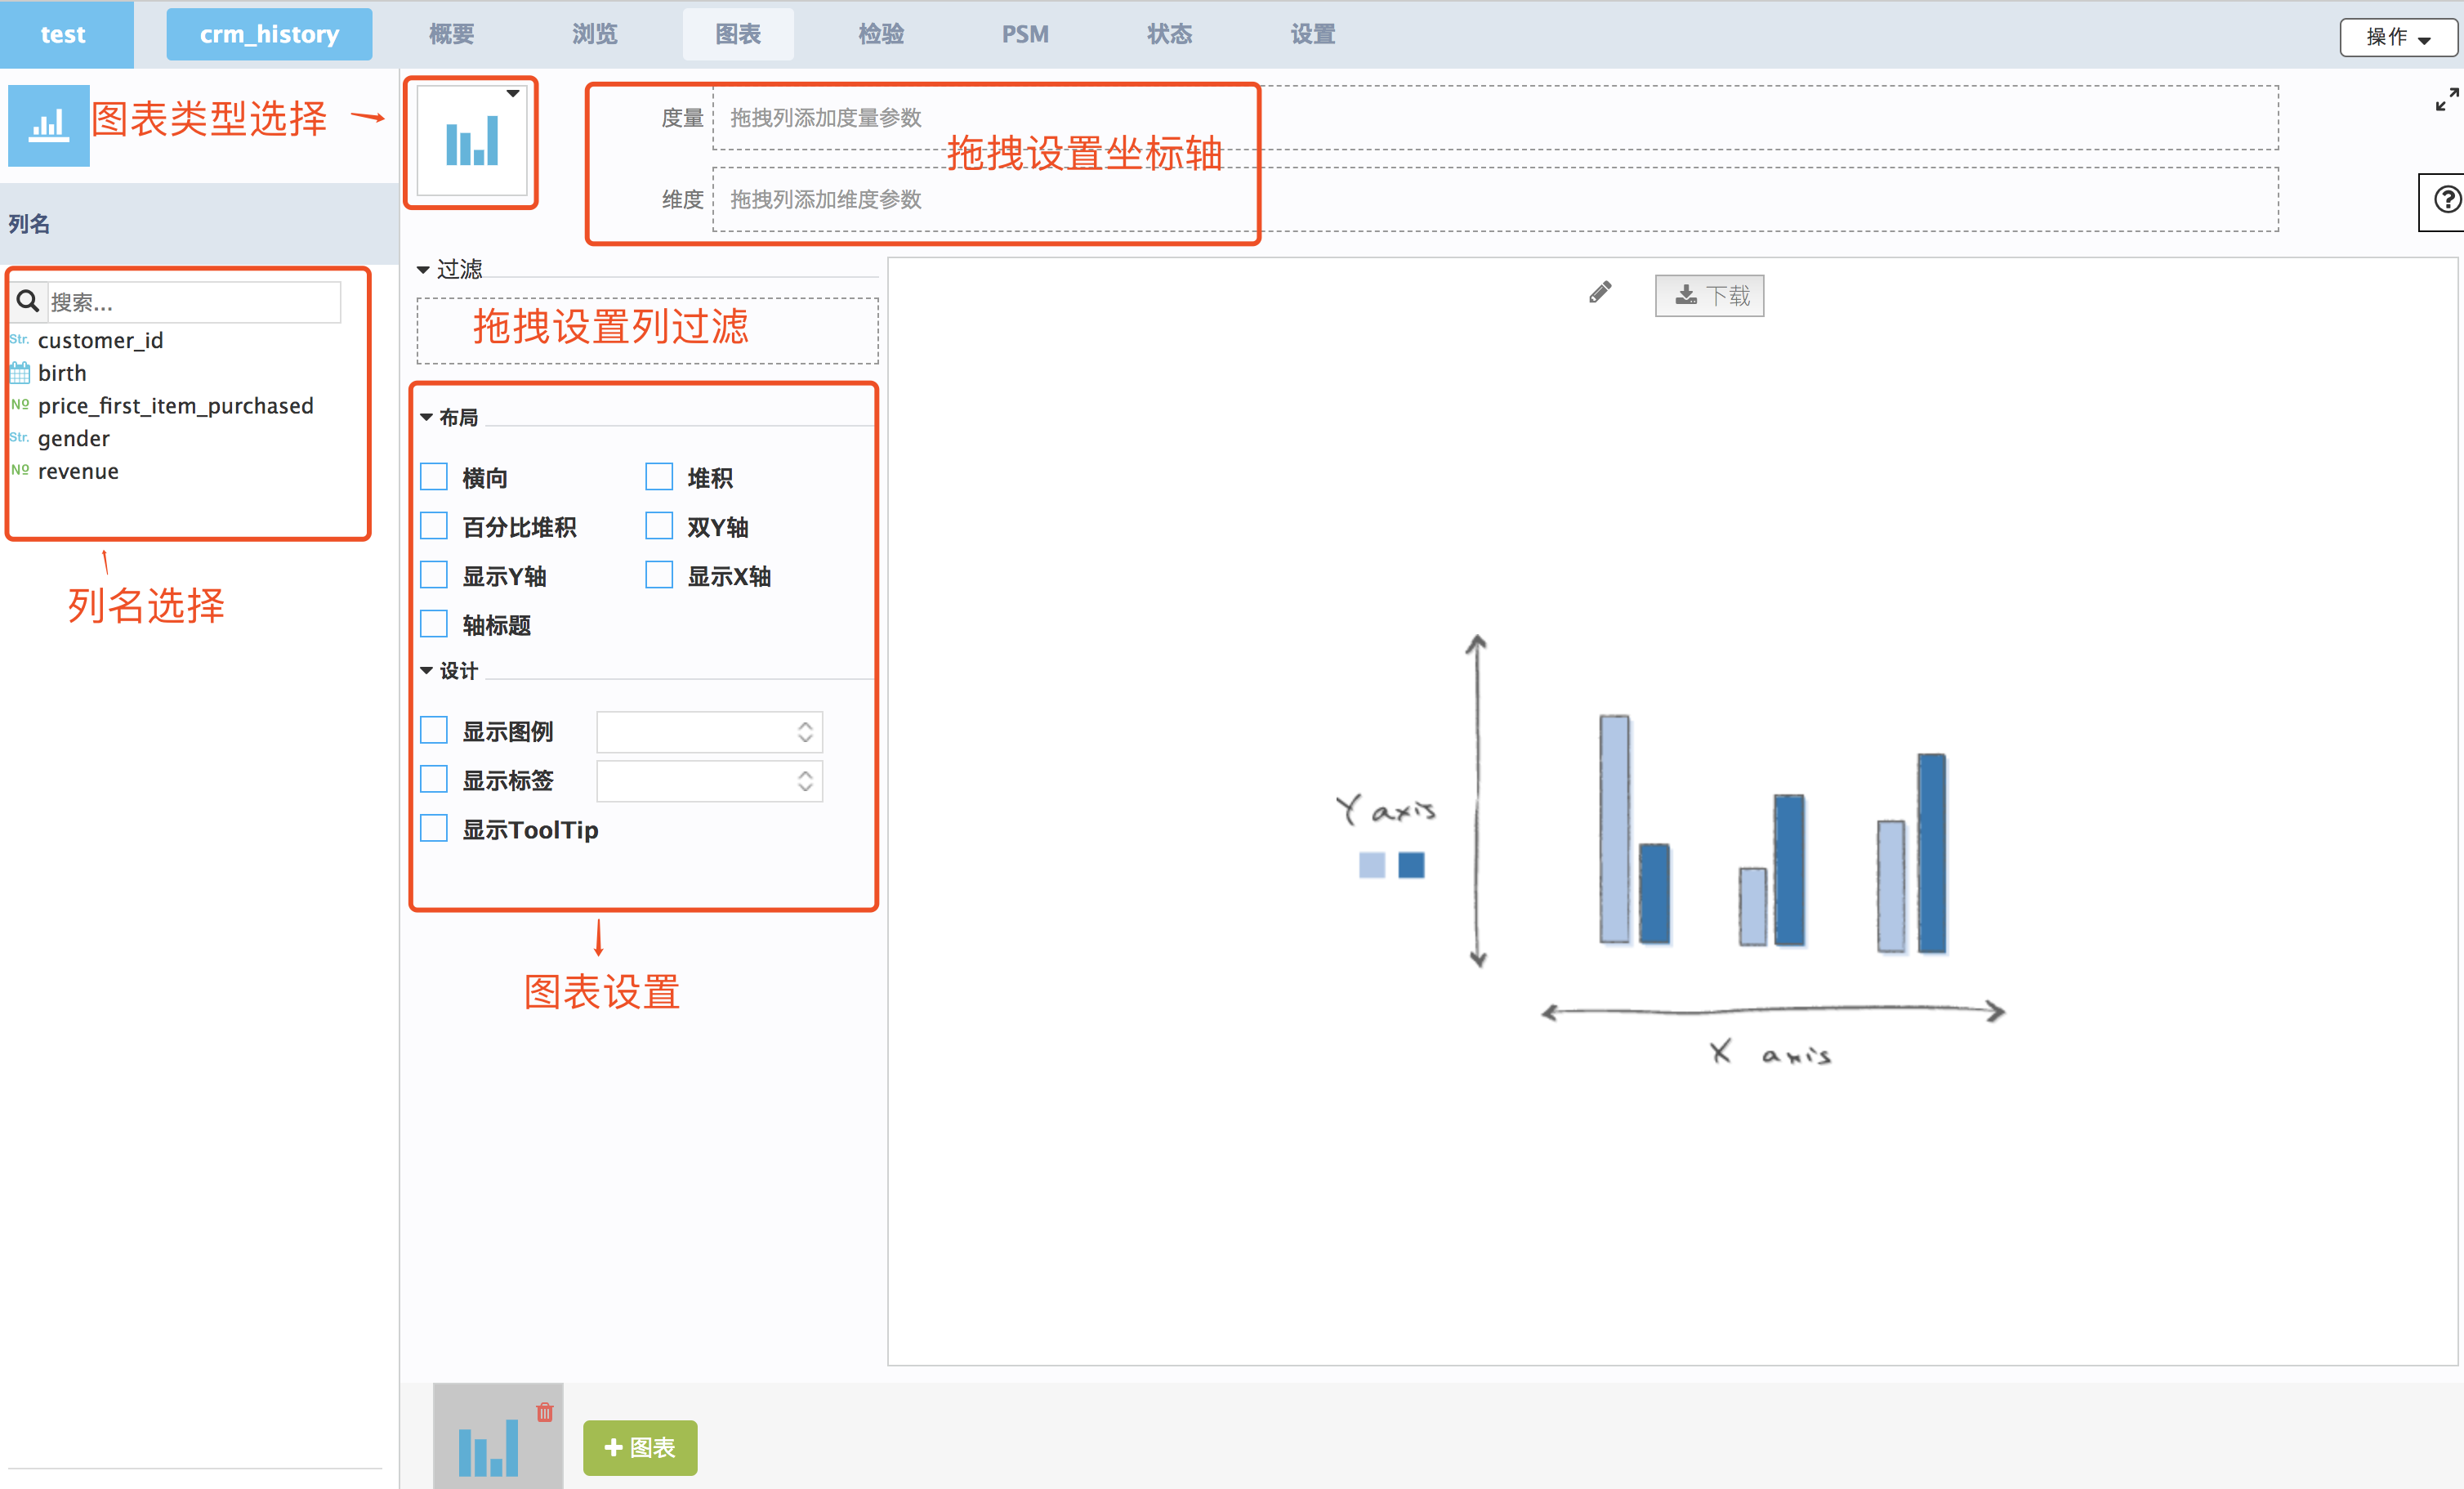 test crm_history 概要 浏览 图表 检验 PSM 状态 设置 操作
图表类型选择
度量 拖拽列添加度量参数
拖拽设置坐标轴
维度 拖拽列添加维度参数
列名
搜索...
Str. customer_id
birth
Nº price_first_item_purchased
Str. gender
Nº revenue
列名选择
过滤
拖拽设置列过滤
布局
横向 堆积
百分比堆积 双Y轴
显示Y轴 显示X轴
轴标题
设计
显示图例
显示标签
显示ToolTip
图表设置
下载
Y axis
X axis
图表